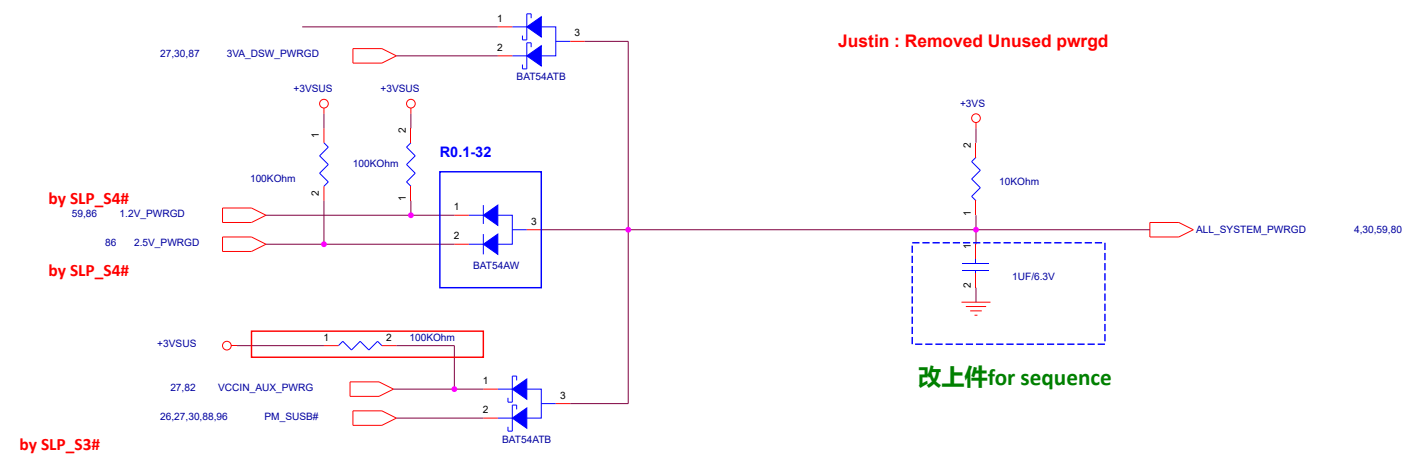 1
3
Justin : Removed Unused pwrgd
27,30,87 3VA_DSW_PWRGD
2
BAT54ATB
+3VSUS +3VSUS
+3VS
1 2
2
R0.1-32
100KOhm
100KOhm
10KOhm
2 1
1
by SLP_S4#
59,86 1.2V_PWRGD
1
3
ALL_SYSTEM_PWRGD 4,30,59,80
86 2.5V_PWRGD
2
1
BAT54AW
by SLP_S4#
1UF/6.3V
2
+3VSUS
1 2 100KOhm
改上件for sequence
27,82 VCCIN_AUX_PWRG
1
3
26,27,30,88,96 PM_SUSB#
2
BAT54ATB
by SLP_S3#